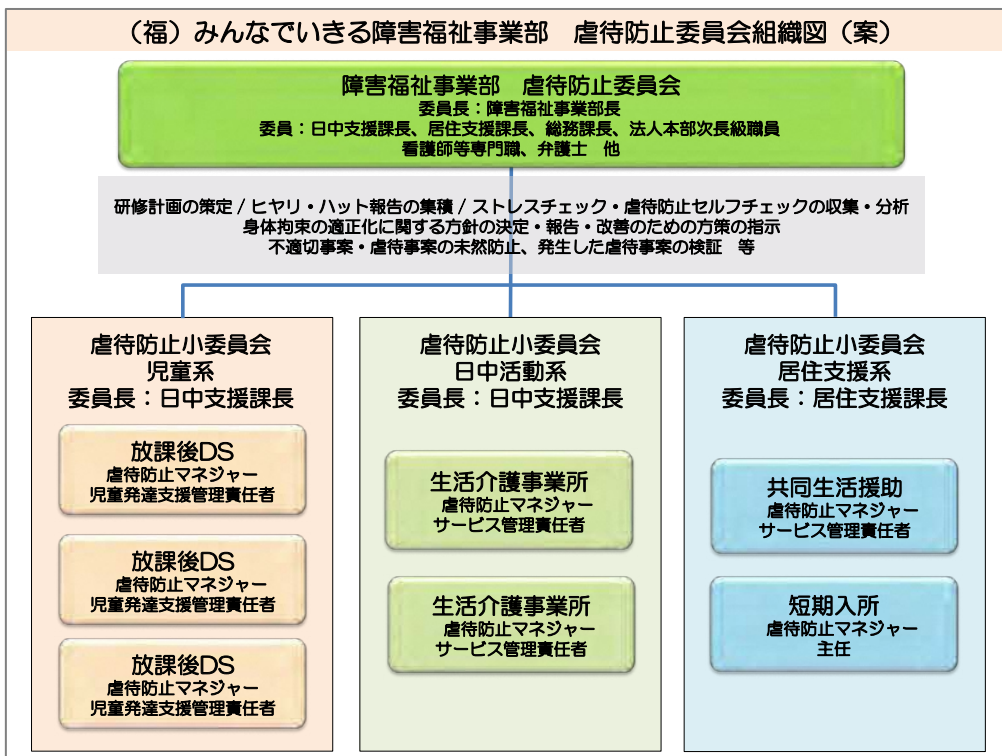 （福）みんなでいきる障害福祉事業部　虐待防止委員会組織図（案）
障害福祉事業部　虐待防止委員会
委員長：障害福祉事業部長
委員：日中支援課長、居住支援課長、総務課長、法人本部次長級職員
看護師等専門職、弁護士　他
研修計画の策定 / ヒヤリ・ハット報告の集積 / ストレスチェック・虐待防止セルフチェックの収集・分析
身体拘束の適正化に関する方針の決定・報告・改善のための方策の指示
不適切事案・虐待事案の未然防止、発生した虐待事案の検証　等
虐待防止小委員会
児童系
委員長：日中支援課長
放課後DS
虐待防止マネジャー
児童発達支援管理責任者
放課後DS
虐待防止マネジャー
児童発達支援管理責任者
放課後DS
虐待防止マネジャー
児童発達支援管理責任者
虐待防止小委員会
日中活動系
委員長：日中支援課長
生活介護事業所
虐待防止マネジャー
サービス管理責任者
生活介護事業所
虐待防止マネジャー
サービス管理責任者
虐待防止小委員会
居住支援系
委員長：居住支援課長
共同生活援助
虐待防止マネジャー
サービス管理責任者
短期入所
虐待防止マネジャー
主任